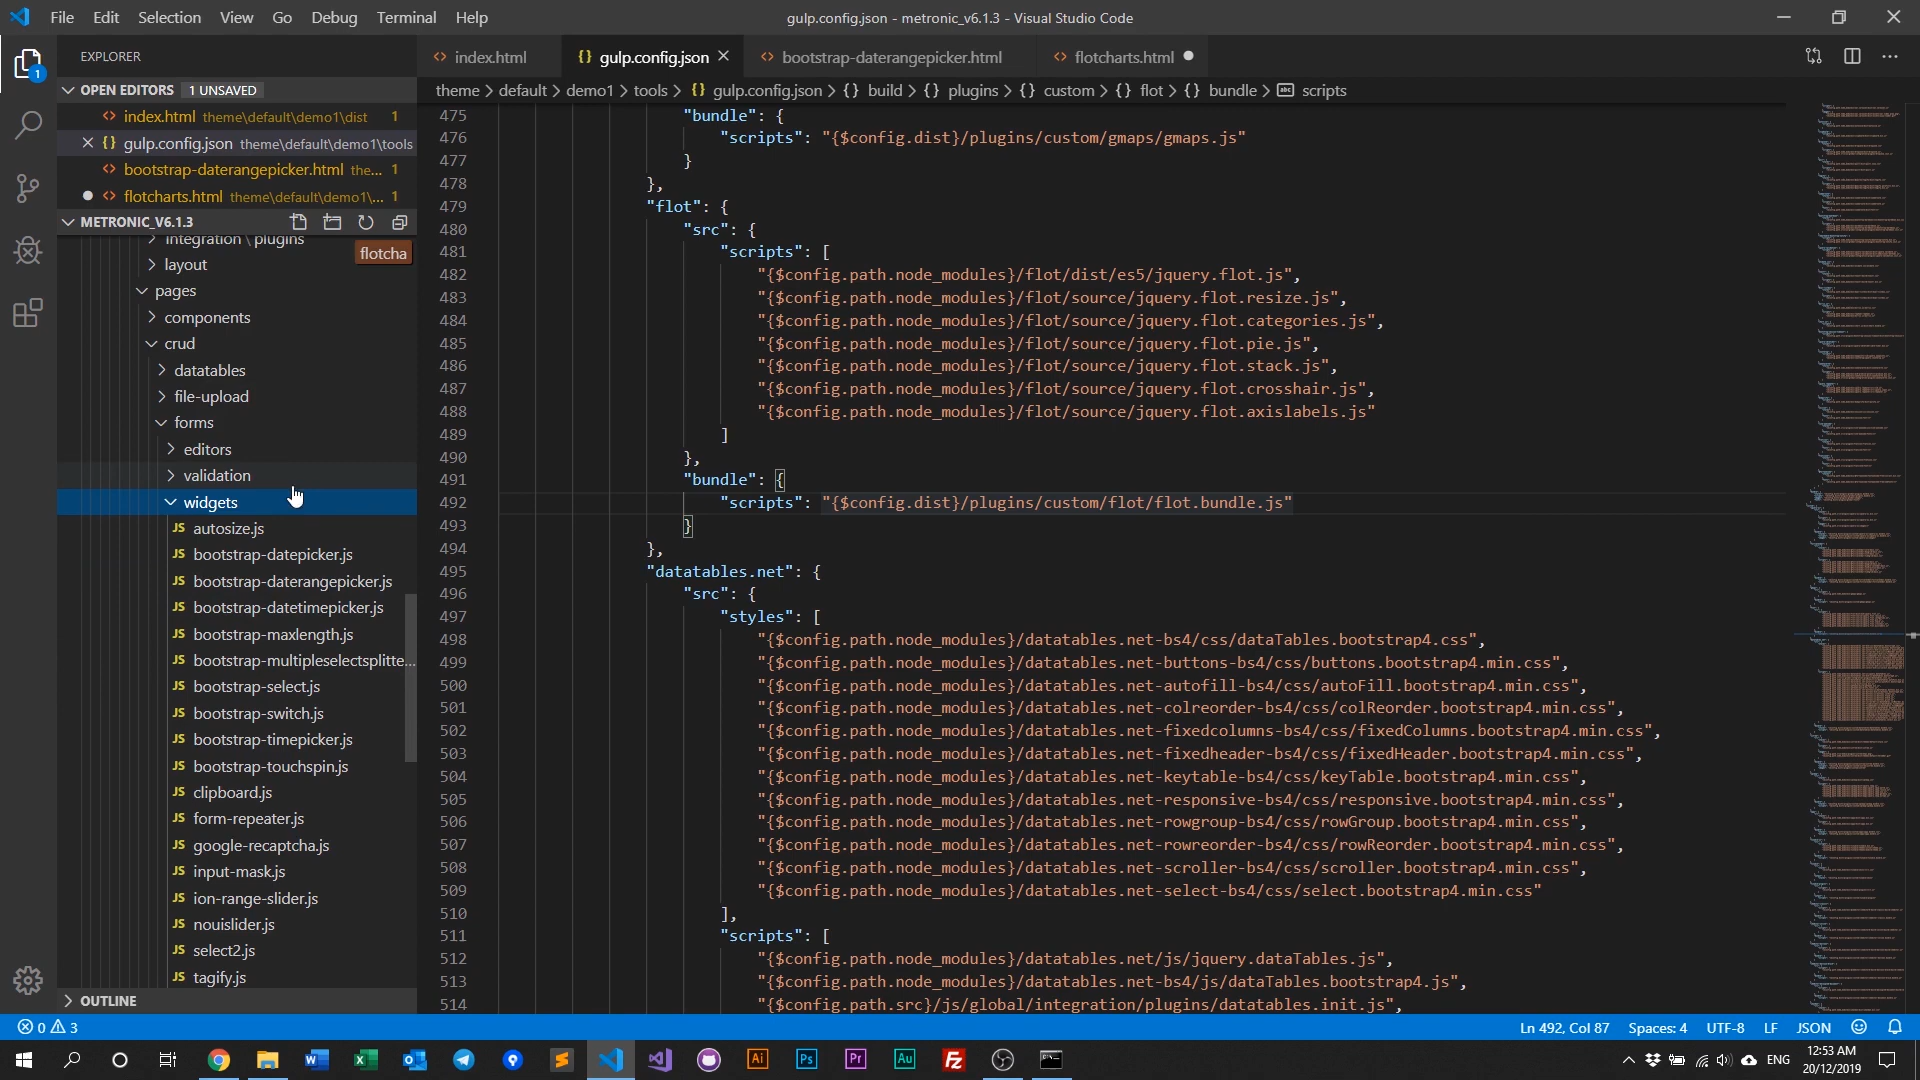 File Edit Selection View Go Debug Terminal Help
gulp.config.json - metronic_v6.1.3 - Visual Studio Code
EXPLORER
OPEN EDITORS 1 UNSAVED
index.html theme\default\demo1\dist 1
gulp.config.json theme\default\demo1\tools
bootstrap-daterangepicker.html the... 1
flotcharts.html theme\default\demo1\... 1
METRONIC_V6.1.3
integration \ plugins
flotcha
layout
pages
components
crud
datatables
file-upload
forms
editors
validation
widgets
JS autosize.js
JS bootstrap-datepicker.js
JS bootstrap-daterangepicker.js
JS bootstrap-datetimepicker.js
JS bootstrap-maxlength.js
JS bootstrap-multipleselectsplitte...
JS bootstrap-select.js
JS bootstrap-switch.js
JS bootstrap-timepicker.js
JS bootstrap-touchspin.js
JS clipboard.js
JS form-repeater.js
JS google-recaptcha.js
JS input-mask.js
JS ion-range-slider.js
JS nouislider.js
JS select2.js
JS tagify.js
OUTLINE
index.html gulp.config.json bootstrap-daterangepicker.html flotcharts.html
theme > default > demo1 > tools > {} gulp.config.json > {} build > {} plugins > {} custom > {} flot > {} bundle > scripts
475 "bundle": {
476 "scripts": "{$config.dist}/plugins/custom/gmaps/gmaps.js"
477 }
478 },
479 "flot": {
480 "src": {
481 "scripts": [
482 "{$config.path.node_modules}/flot/dist/es5/jquery.flot.js",
483 "{$config.path.node_modules}/flot/source/jquery.flot.resize.js",
484 "{$config.path.node_modules}/flot/source/jquery.flot.categories.js",
485 "{$config.path.node_modules}/flot/source/jquery.flot.pie.js",
486 "{$config.path.node_modules}/flot/source/jquery.flot.stack.js",
487 "{$config.path.node_modules}/flot/source/jquery.flot.crosshair.js",
488 "{$config.path.node_modules}/flot/source/jquery.flot.axislabels.js"
489 ]
490 },
491 "bundle": {
492 "scripts": "{$config.dist}/plugins/custom/flot/flot.bundle.js"
493 }
494 },
495 "datatables.net": {
496 "src": {
497 "styles": [
498 "{$config.path.node_modules}/datatables.net-bs4/css/dataTables.bootstrap4.css",
499 "{$config.path.node_modules}/datatables.net-buttons-bs4/css/buttons.bootstrap4.min.css",
500 "{$config.path.node_modules}/datatables.net-autofill-bs4/css/autoFill.bootstrap4.min.css",
501 "{$config.path.node_modules}/datatables.net-colreorder-bs4/css/colReorder.bootstrap4.min.css",
502 "{$config.path.node_modules}/datatables.net-fixedcolumns-bs4/css/fixedColumns.bootstrap4.min.css",
503 "{$config.path.node_modules}/datatables.net-fixedheader-bs4/css/fixedHeader.bootstrap4.min.css",
504 "{$config.path.node_modules}/datatables.net-keytable-bs4/css/keyTable.bootstrap4.min.css",
505 "{$config.path.node_modules}/datatables.net-responsive-bs4/css/responsive.bootstrap4.min.css",
506 "{$config.path.node_modules}/datatables.net-rowgroup-bs4/css/rowGroup.bootstrap4.min.css",
507 "{$config.path.node_modules}/datatables.net-rowreorder-bs4/css/rowReorder.bootstrap4.min.css",
508 "{$config.path.node_modules}/datatables.net-scroller-bs4/css/scroller.bootstrap4.min.css",
509 "{$config.path.node_modules}/datatables.net-select-bs4/css/select.bootstrap4.min.css"
510 ],
511 "scripts": [
512 "{$config.path.node_modules}/datatables.net/js/jquery.dataTables.js",
513 "{$config.path.node_modules}/datatables.net-bs4/js/dataTables.bootstrap4.js",
514 "{$config.path.src}/js/global/integration/plugins/datatables.init.js",
0 3
Ln 492, Col 87 Spaces: 4 UTF-8 LF JSON
Ai Ps Pr Au Fz
ENG
12:53 AM
20/12/2019